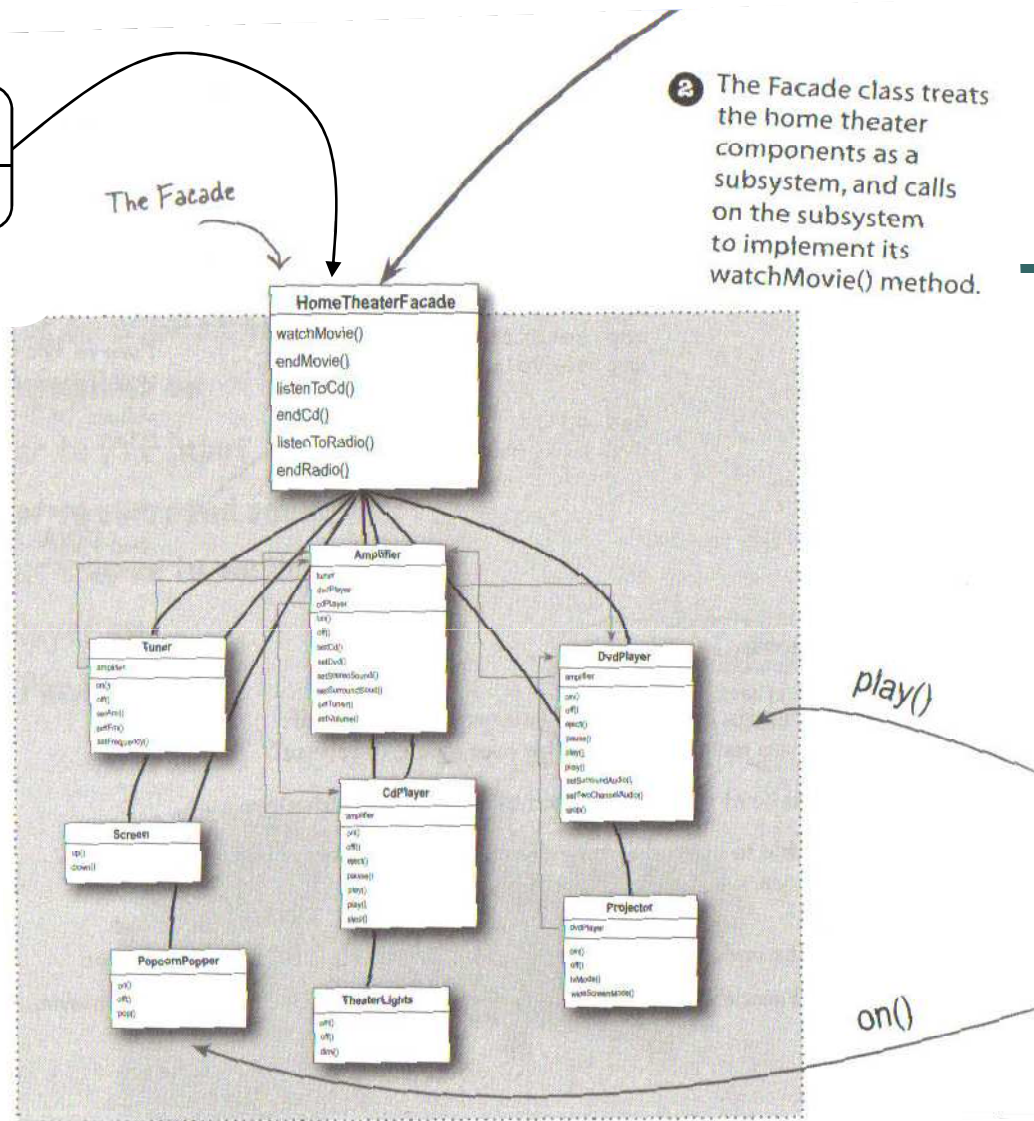 2 The Facade class treats
the home theater
components as a
subsystem, and calls
on the subsystem
to implement its
watchMovie() method.
The Facade
HomeTheaterFacade
watchMovie()
endMovie()
listenToCd()
endCd()
listenToRadio()
endRadio()
Amplifier
tuner
dvdPlayer
cdPlayer
on()
off()
setCd()
setDvd()
setStereoSound()
setSurroundSound()
setTuner()
setVolume()
Tuner
amplifier
on()
off()
setAm()
setFm()
setFrequency()
DvdPlayer
amplifier
on()
off()
eject()
pause()
play()
play()
setSurroundAudio()
setTwoChannelAudio()
stop()
play()
CdPlayer
amplifier
on()
off()
eject()
pause()
play()
play()
stop()
Screen
up()
down()
Projector
dvdPlayer
on()
off()
tvMode()
wideScreenMode()
PopcornPopper
on()
off()
pop()
TheaterLights
on()
off()
dim()
on()